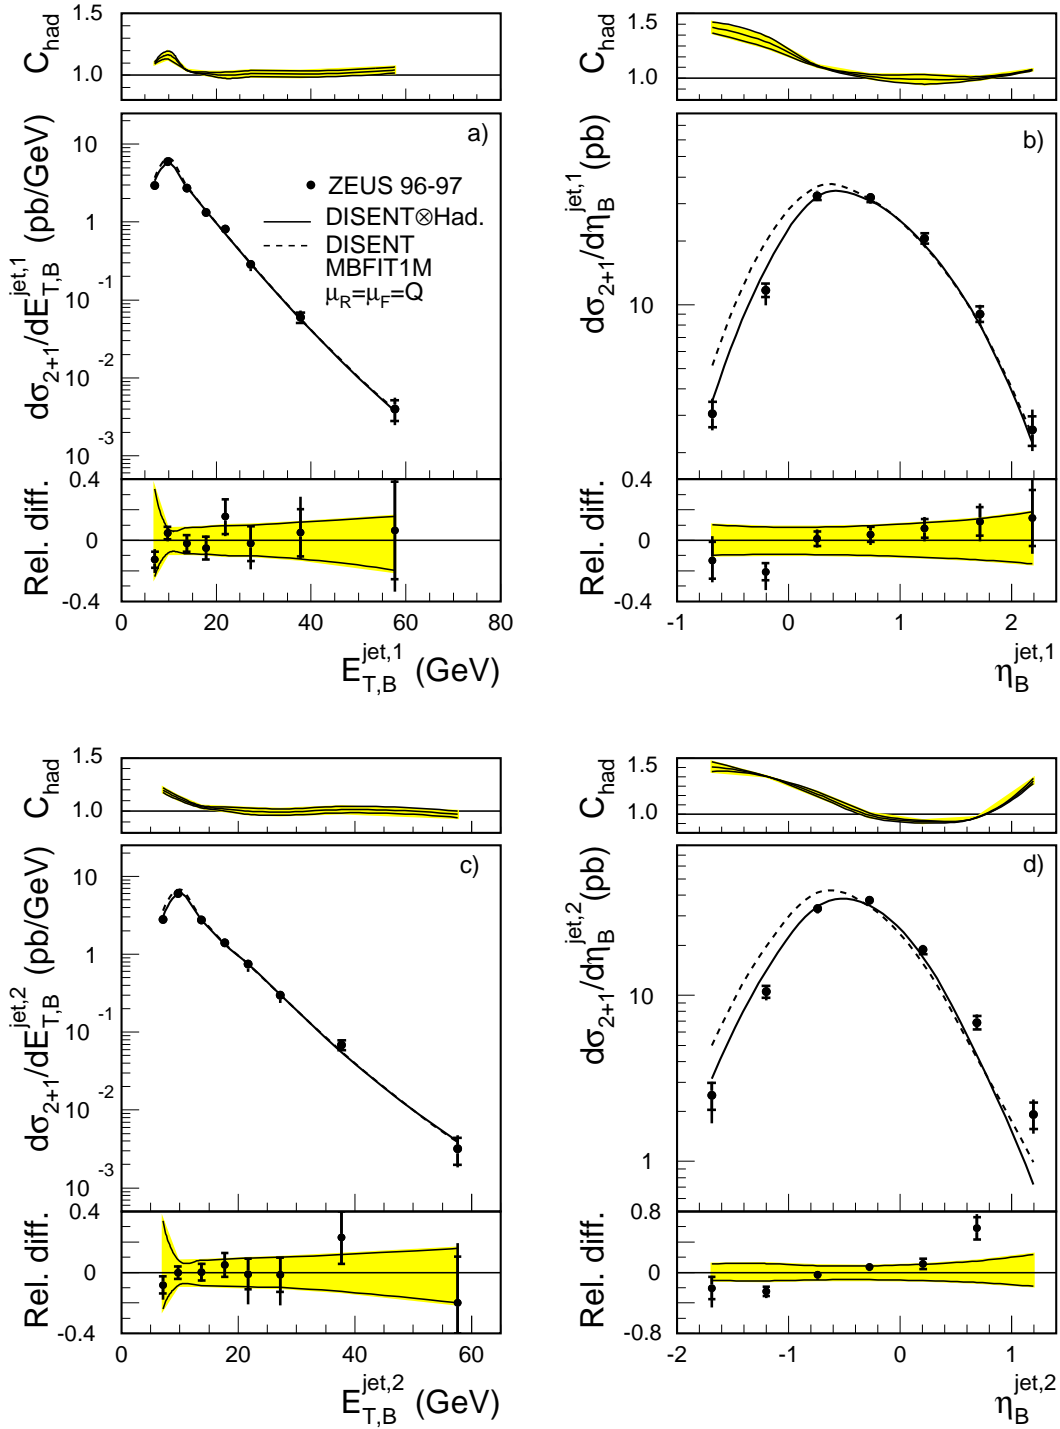 C_had
1.5
1.0
a)
dσ_2+1/dE_T,B^jet,1 (pb/GeV)
10
1
10^-1
10^-2
10^-3
ZEUS 96-97
DISENT⊗Had.
DISENT
MBFIT1M
μ_R=μ_F=Q
Rel. diff.
0.4
0
-0.4
0 20 40 60 80
E_T,B^jet,1 (GeV)
C_had
1.5
1.0
b)
dσ_2+1/dη_B^jet,1 (pb)
10
Rel. diff.
0.4
0
-0.4
-1 0 1 2
η_B^jet,1
C_had
1.5
1.0
c)
dσ_2+1/dE_T,B^jet,2 (pb/GeV)
10
1
10^-1
10^-2
10^-3
Rel. diff.
0.4
0
-0.4
0 20 40 60
E_T,B^jet,2 (GeV)
C_had
1.5
1.0
d)
dσ_2+1/dη_B^jet,2 (pb)
10
1
Rel. diff.
0.8
0
-0.8
-2 -1 0 1
η_B^jet,2